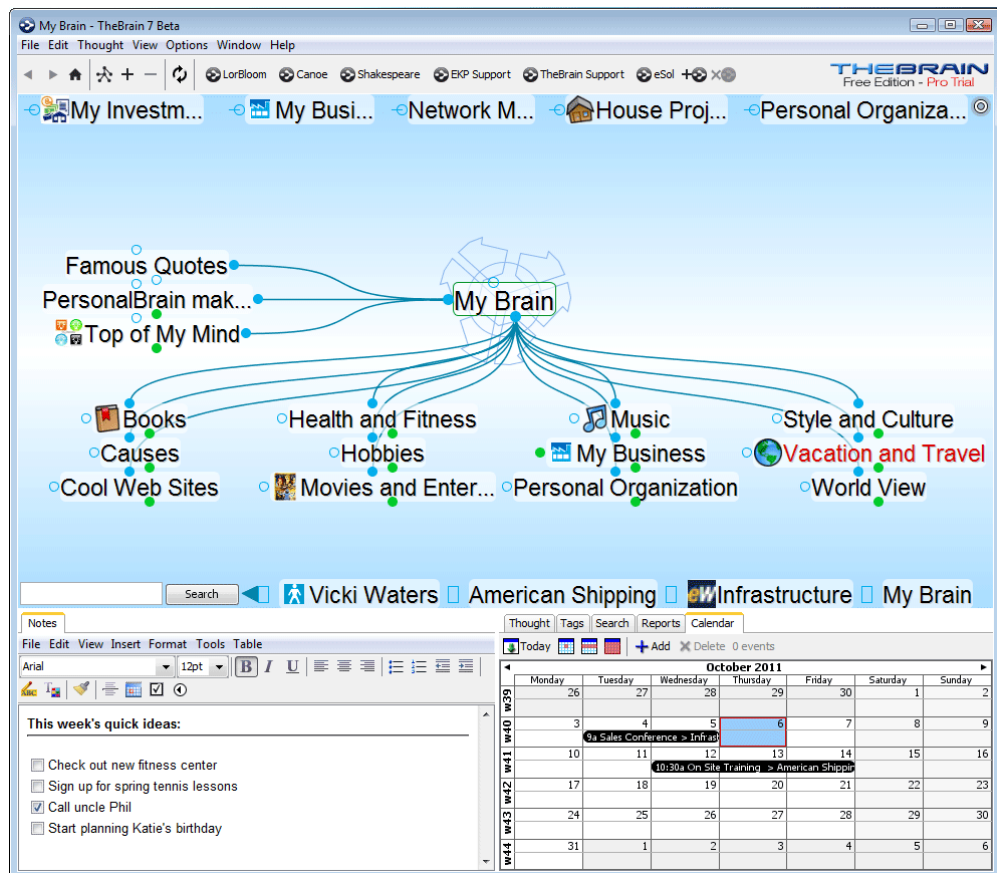 My Brain - TheBrain 7 Beta
File Edit Thought View Options Window Help
LorBloom Canoe Shakespeare EKP Support TheBrain Support eSol
THEBRAIN
Free Edition - Pro Trial
My Investm... My Busi... Network M... House Proj... Personal Organiza...
Famous Quotes
PersonalBrain mak...
My Brain
Top of My Mind
Books Health and Fitness Music Style and Culture
Causes Hobbies My Business Vacation and Travel
Cool Web Sites Movies and Enter... Personal Organization World View
Search Vicki Waters American Shipping eW Infrastructure My Brain
Notes
File Edit View Insert Format Tools Table
Arial 12pt B I U
ABC T
This week's quick ideas:
Check out new fitness center
Sign up for spring tennis lessons
Call uncle Phil
Start planning Katie's birthday
Thought Tags Search Reports Calendar
Today Add Delete 0 events
October 2011
Monday Tuesday Wednesday Thursday Friday Saturday Sunday
w39 26 27 28 29 30 1 2
w40 3 4 5 6 7 8 9
9a Sales Conference > Infrast
w41 10 11 12 13 14 15 16
10:30a On Site Training > American Shippin
w42 17 18 19 20 21 22 23
w43 24 25 26 27 28 29 30
w44 31 1 2 3 4 5 6